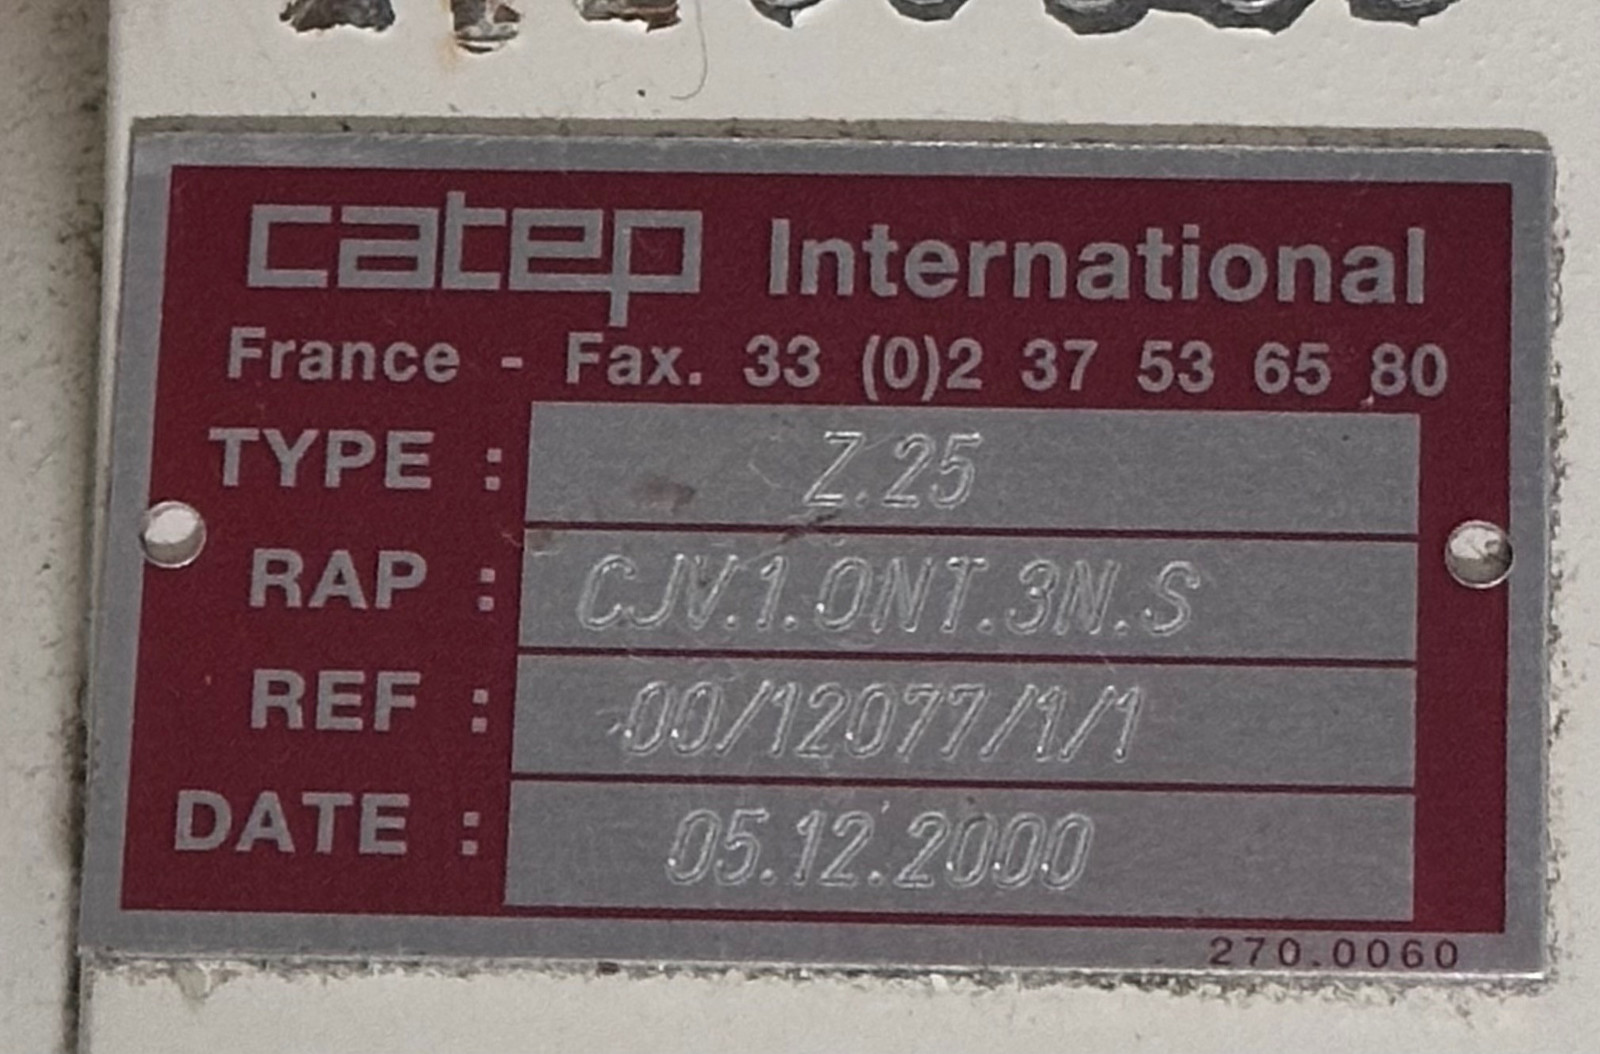 catep International
France - Fax. 33 (0)2 37 53 65 80
TYPE : Z.25
RAP : CJV.1.ONT.3N.S
REF : 00/12077/1/1
DATE : 05.12.2000
270.0060